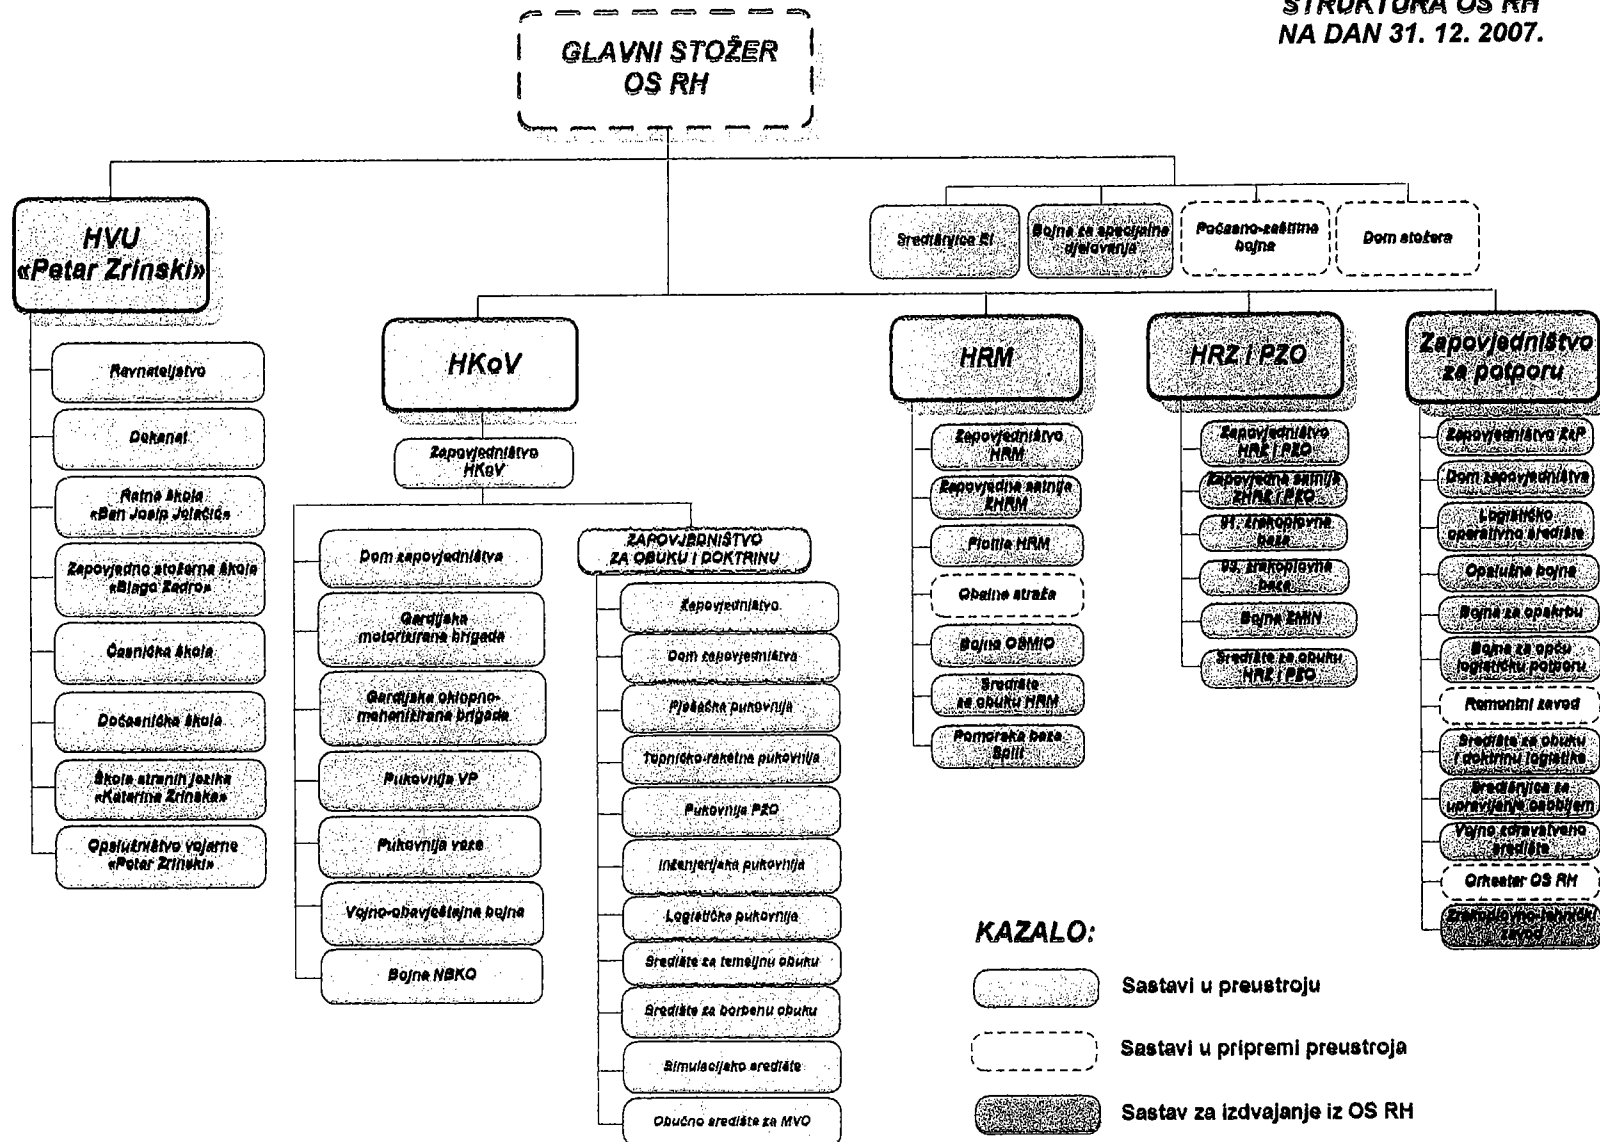 STRUKTURA OS RH
NA DAN 31. 12. 2007.
GLAVNI STOŽER
OS RH
HVU
«Petar Zrinski»
Središnjica EI
Bojna za specijalna
djelovanja
Počasno-zaštitna
bojna
Dom stožera
Ravnateljstvo
Dekanat
Ratna škola
«Ban Josip Jelačić»
Zapovjedno stožerna škola
«Blago Zadro»
Časnička škola
Dočasnička škola
Škola stranih jezika
«Katarina Zrinska»
Opslužništvo vojarne
«Petar Zrinski»
HKoV
Zapovjedništvo
HKoV
Dom zapovjedništva
Gardijska
motorizirana brigada
Gardijska oklopno-
mehanizirana brigada
Pukovnija VP
Pukovnija veze
Vojno-obavještajna bojna
Bojna NBKO
ZAPOVJEDNIŠTVO
ZA OBUKU I DOKTRINU
Zapovjedništvo
Dom zapovjedništva
Pješačka pukovnija
Topničko-raketna pukovnija
Pukovnija PZO
Inženjerijska pukovnija
Logistička pukovnija
Središte za temeljnu obuku
Središte za borbenu obuku
Simulacijsko središte
Obučno središte za MVO
HRM
Zapovjedništvo
HRM
Zapovjedna satnija
ZHRM
Flotila HRM
Obalna straža
Bojna OBMIO
Središte
za obuku HRM
Pomorska baza
Split
HRZ i PZO
Zapovjedništvo
HRZ i PZO
Zapovjedna satnija
ZHRZ i PZO
91. zrakoplovna
baza
93. zrakoplovna
baza
Bojna ZMIN
Središte za obuku
HRZ i PZO
Zapovjedništvo
za potporu
Zapovjedništvo ZzP
Dom zapovjedništva
Logističko
operativno središte
Opslužna bojna
Bojna za opskrbu
Bojna za opću
logističku potporu
Remontni zavod
Središte za obuku
i doktrinu logistike
Središnjica za
upravljanje osobljem
Vojno zdravstveno
središte
Orkestar OS RH
Zrakoplovno-tehnički
zavod
KAZALO:
Sastavi u preustroju
Sastavi u pripremi preustroja
Sastav za izdvajanje iz OS RH